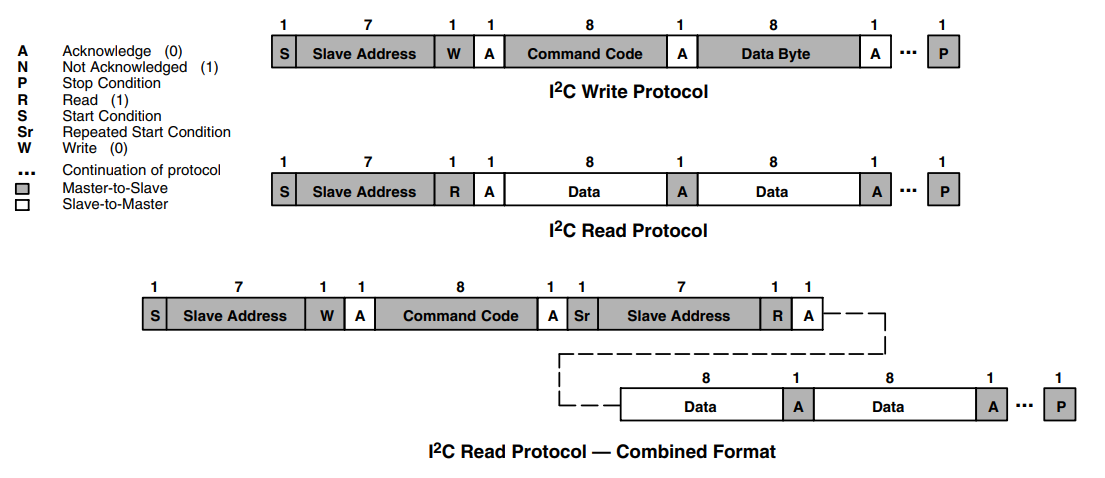 A Acknowledge (0)
N Not Acknowledged (1)
P Stop Condition
R Read (1)
S Start Condition
Sr Repeated Start Condition
W Write (0)
... Continuation of protocol
Master-to-Slave
Slave-to-Master
1 7 1 1 8 1 8 1 1
S Slave Address W A Command Code A Data Byte A ... P
I2C Write Protocol
1 7 1 1 8 1 8 1 1
S Slave Address R A Data A Data A ... P
I2C Read Protocol
1 7 1 1 8 1 1 7 1 1
S Slave Address W A Command Code A Sr Slave Address R A
8 1 8 1 1
Data A Data A ... P
I2C Read Protocol — Combined Format